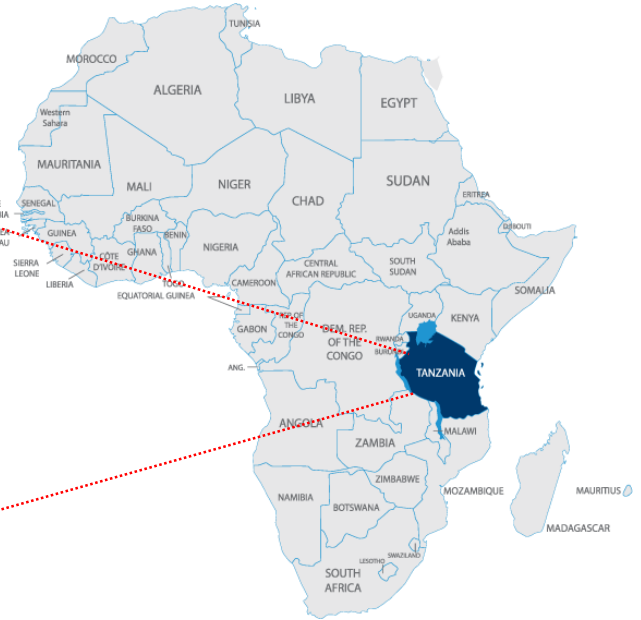 TUNISIA
MOROCCO
ALGERIA
LIBYA
EGYPT
Western
Sahara
MAURITANIA
MALI
NIGER
CHAD
SUDAN
ERITREA
SENEGAL
BURKINA
FASO
Addis
Ababa
DJIBOUTI
GUINEA
BENIN
NIGERIA
AU
SIERRA
LEONE
CÔTE
D'IVOIRE
GHANA
CENTRAL
AFRICAN REPUBLIC
SOUTH
SUDAN
LIBERIA
TOGO
CAMEROON
SOMALIA
EQUATORIAL GUINEA
UGANDA
KENYA
GABON
REP OF
THE
CONGO
DEM. REP.
OF THE
CONGO
RWANDA
BURUNDI
ANG.
TANZANIA
ANGOLA
MALAWI
ZAMBIA
ZIMBABWE
MOZAMBIQUE
MAURITIUS
NAMIBIA
BOTSWANA
MADAGASCAR
SWAZILAND
LESOTHO
SOUTH
AFRICA